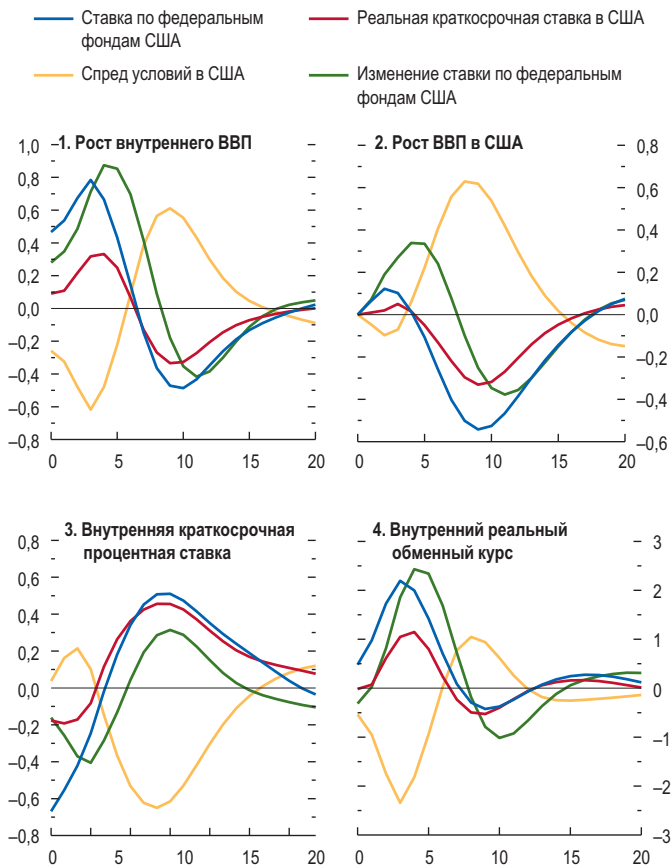 Ставка по федеральным
фондам США
Реальная краткосрочная ставка в США
Спред условий в США
Изменение ставки по федеральным
фондам США
1. Рост внутреннего ВВП
1,0
0,8
0,6
0,4
0,2
0,0
–0,2
–0,4
–0,6
–0,8
0 5 10 15 20
2. Рост ВВП в США
0,8
0,6
0,4
0,2
0,0
–0,2
–0,4
–0,6
0 5 10 15 20
3. Внутренняя краткосрочная
процентная ставка
0,8
0,6
0,4
0,2
0,0
–0,2
–0,4
–0,6
–0,8
0 5 10 15 20
4. Внутренний реальный
обменный курс
3
2
1
0
–1
–2
–3
0 5 10 15 20